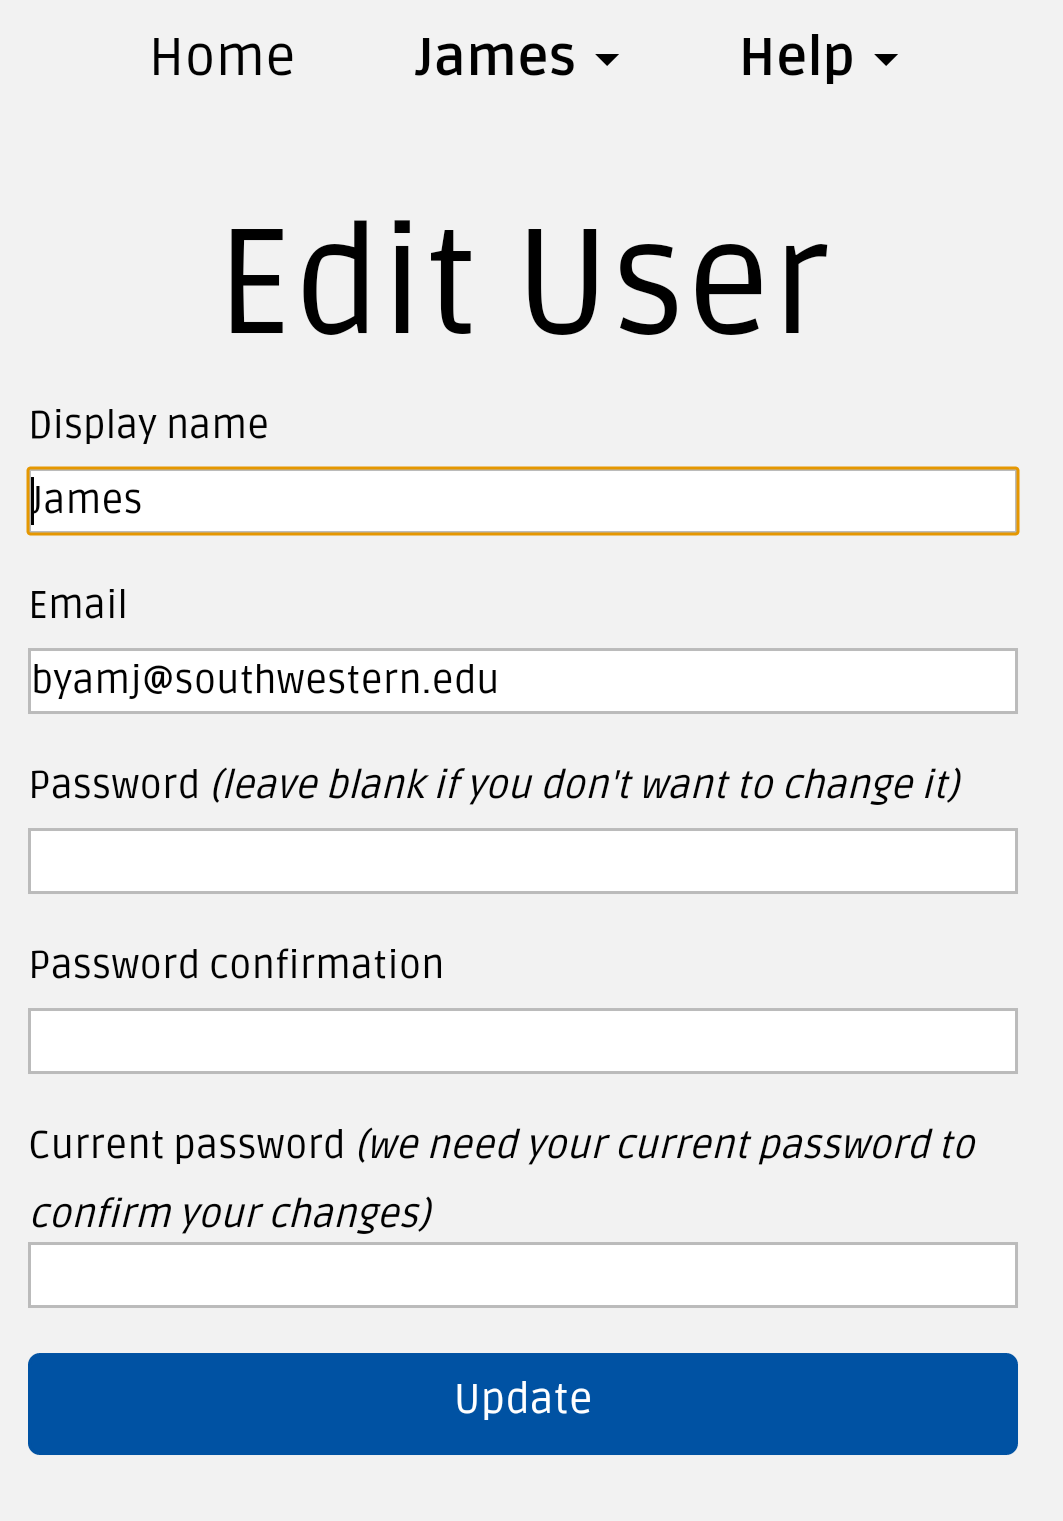 Home James Help
Edit User
Display name
James
Email
byamj@southwestern.edu
Password (leave blank if you don't want to change it)
Password confirmation
Current password (we need your current password to
confirm your changes)
Update